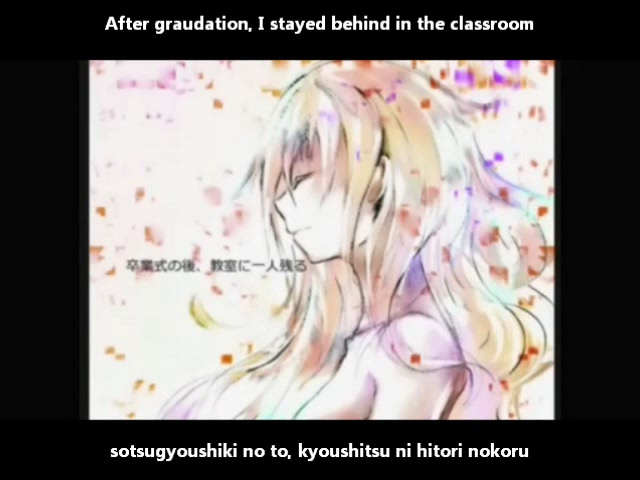 After graudation, I stayed behind in the classroom
卒業式の後、教室に一人残る
sotsugyoushiki no to, kyoushitsu ni hitori nokoru